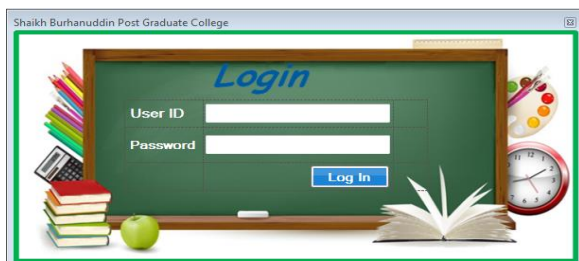 Shaikh Burhanuddin Post Graduate College
Login
User ID
Password
Log In